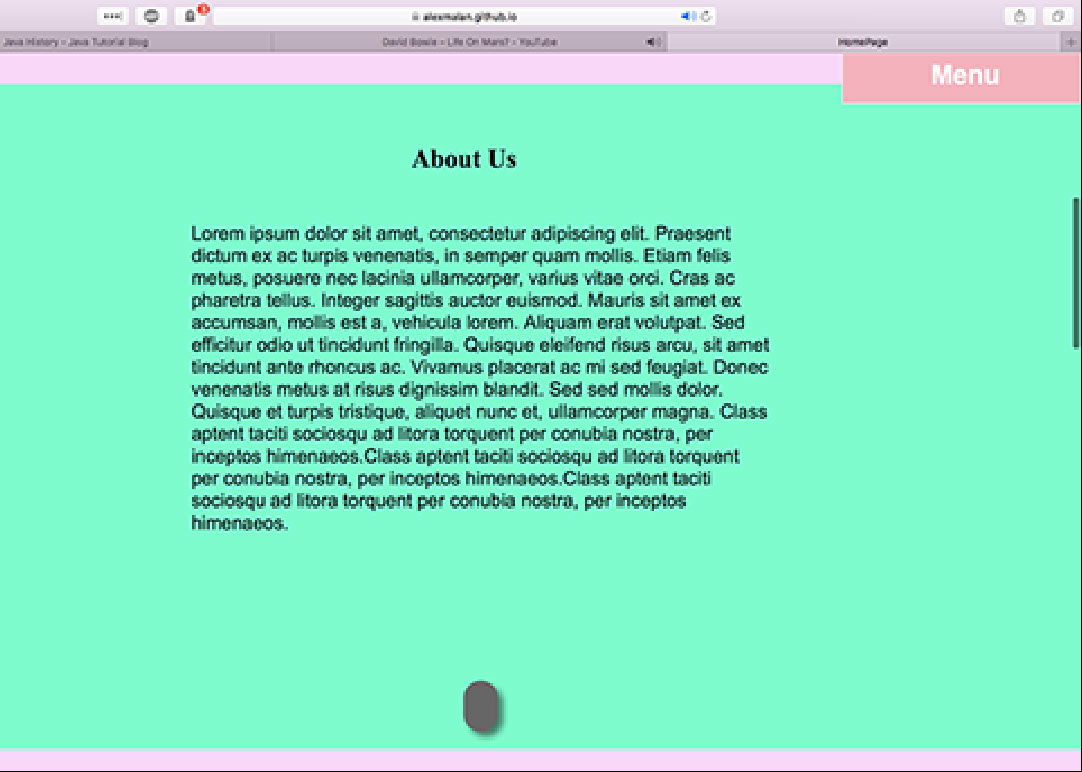 alexmalan.github.io
Java History - Java Tutorial Blog
David Bowie - Life On Mars? - YouTube
HomePage
Menu
About Us
Lorem ipsum dolor sit amet, consectetur adipiscing elit. Praesent
dictum ex ac turpis venenatis, in semper quam mollis. Etiam felis
metus, posuere nec lacinia ullamcorper, varius vitae orci. Cras ac
pharetra tellus. Integer sagittis auctor euismod. Mauris sit amet ex
accumsan, mollis est a, vehicula lorem. Aliquam erat volutpat. Sed
efficitur odio ut tincidunt fringilla. Quisque eleifend risus arcu, sit amet
tincidunt ante rhoncus ac. Vivamus placerat ac mi sed feugiat. Donec
venenatis metus at risus dignissim blandit. Sed sed mollis dolor.
Quisque et turpis tristique, aliquet nunc et, ullamcorper magna. Class
aptent taciti sociosqu ad litora torquent per conubia nostra, per
inceptos himenaeos.Class aptent taciti sociosqu ad litora torquent
per conubia nostra, per inceptos himenaeos.Class aptent taciti
sociosqu ad litora torquent per conubia nostra, per inceptos
himenaeos.